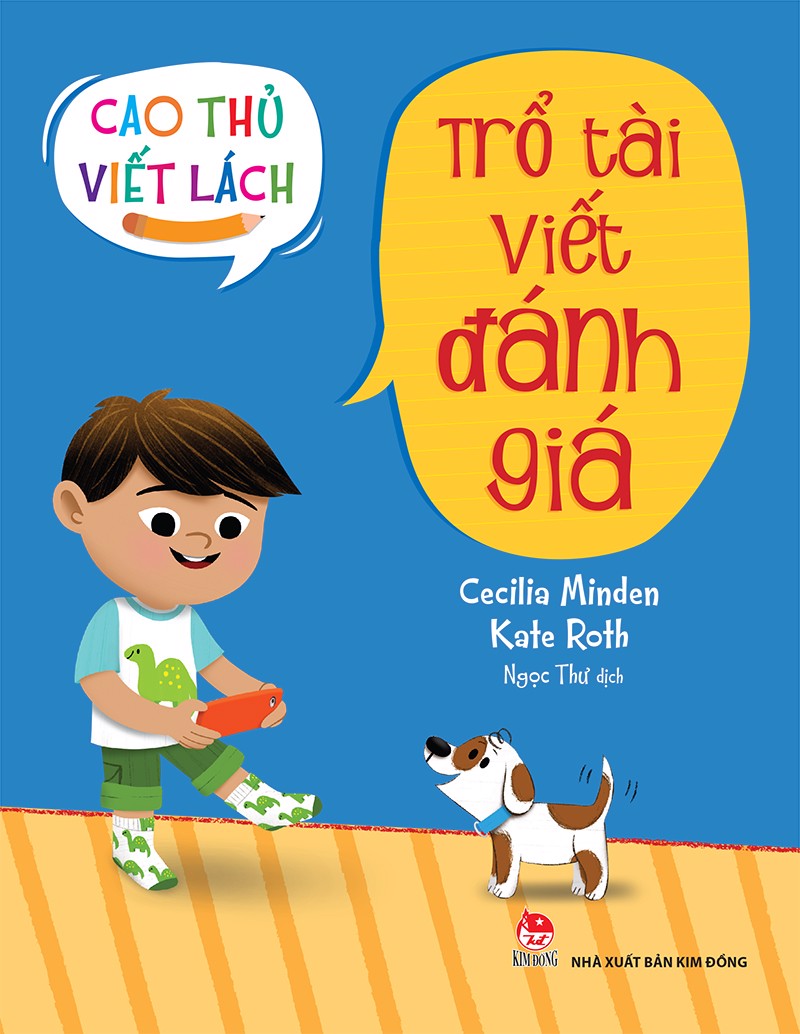 CAO THỦ
VIẾT LÁCH
Trổ tài
viết
đánh
giá
Cecilia Minden
Kate Roth
Ngọc Thư dịch
KIM ĐỒNG
NHÀ XUẤT BẢN KIM ĐỒNG